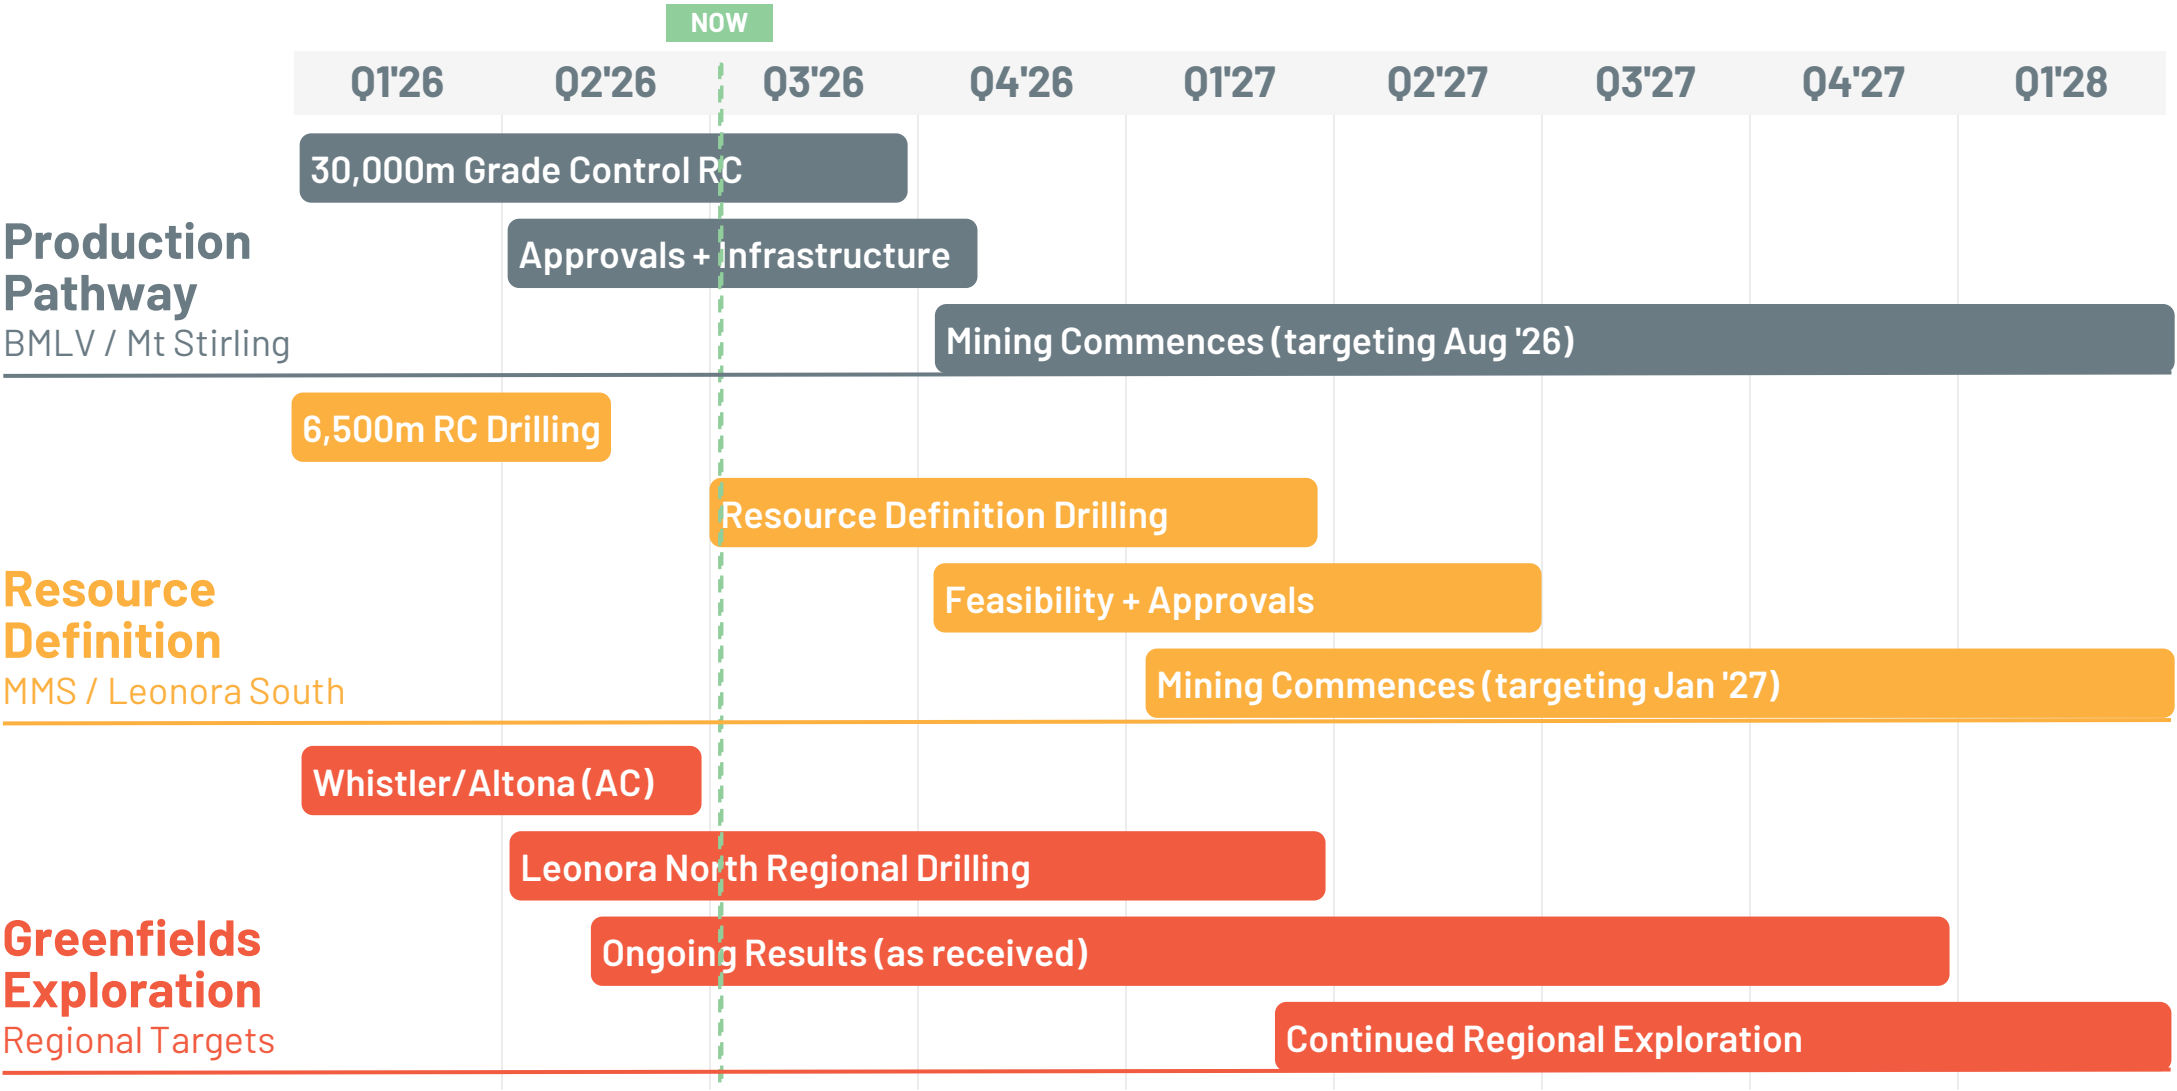 NOW
Q1'26 Q2'26 Q3'26 Q4'26 Q1'27 Q2'27 Q3'27 Q4'27 Q1'28
30,000m Grade Control RC
Approvals + Infrastructure
Mining Commences (targeting Aug '26)
Production
Pathway
BMLV / Mt Stirling
6,500m RC Drilling
Resource Definition Drilling
Feasibility + Approvals
Mining Commences (targeting Jan '27)
Resource
Definition
MMS / Leonora South
Whistler/Altona (AC)
Leonora North Regional Drilling
Ongoing Results (as received)
Continued Regional Exploration
Greenfields
Exploration
Regional Targets